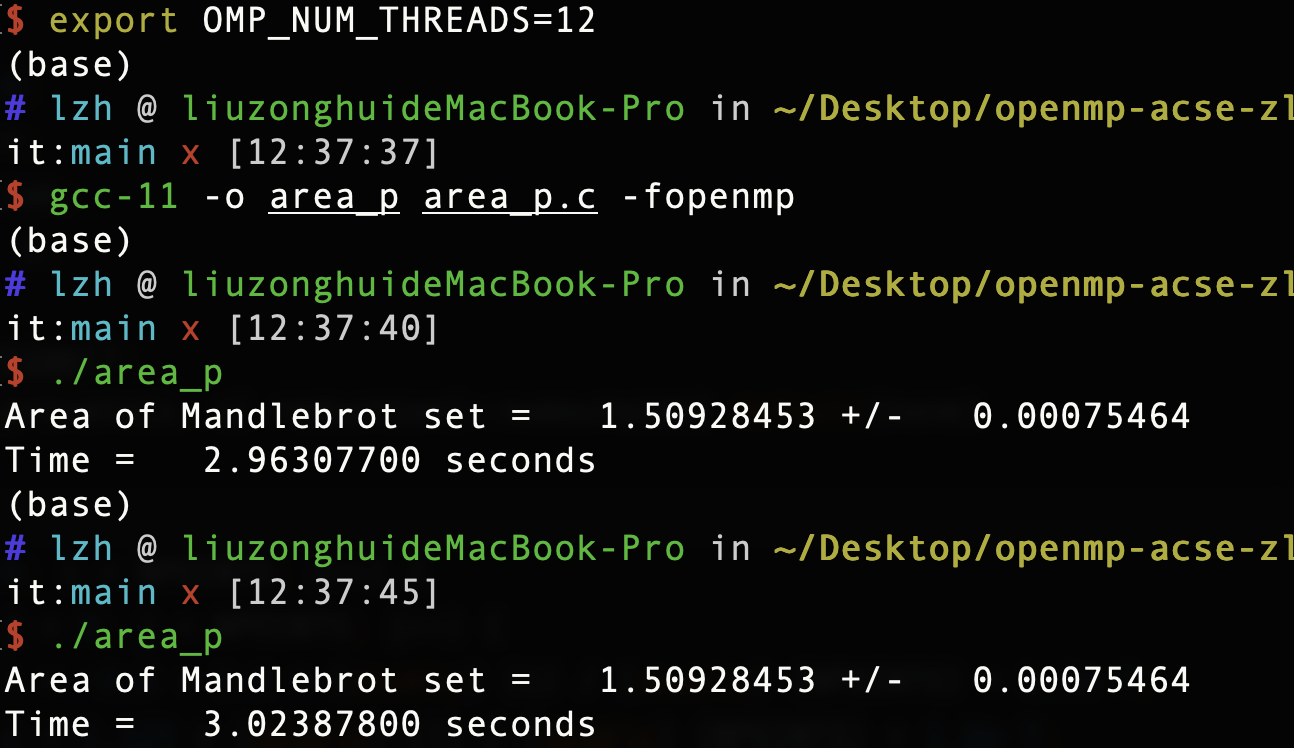 $ export OMP_NUM_THREADS=12
(base)
# lzh @ liuzonghuideMacBook-Pro in ~/Desktop/openmp-acse-zl
it:main x [12:37:37]
$ gcc-11 -o area_p area_p.c -fopenmp
(base)
# lzh @ liuzonghuideMacBook-Pro in ~/Desktop/openmp-acse-zl
it:main x [12:37:40]
$ ./area_p
Area of Mandlebrot set =   1.50928453 +/-   0.00075464
Time =   2.96307700 seconds
(base)
# lzh @ liuzonghuideMacBook-Pro in ~/Desktop/openmp-acse-zl
it:main x [12:37:45]
$ ./area_p
Area of Mandlebrot set =   1.50928453 +/-   0.00075464
Time =   3.02387800 seconds